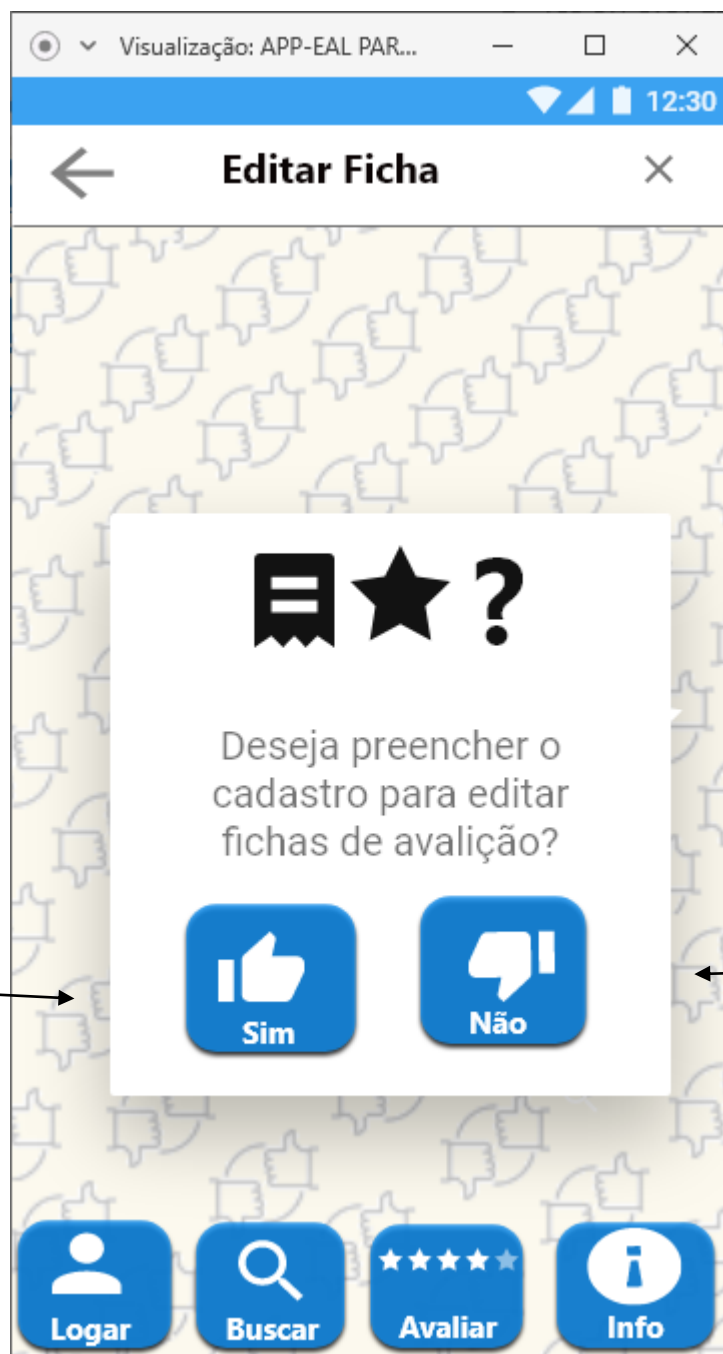 Visualização: APP-EAL PAR...
12:30
Editar Ficha
?
Deseja preencher o
cadastro para editar
fichas de avalição?
Sim
Não
Logar
Buscar
Avaliar
i
Info